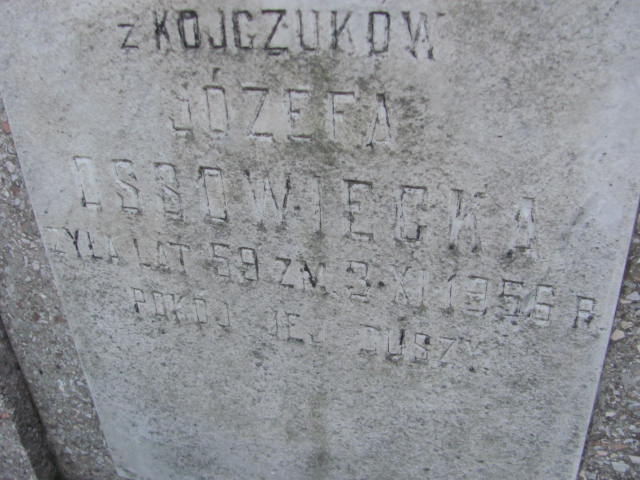 z KOJCZUKÓW
JÓZEFA
OSSOWIECKA
ŻYŁA LAT 59 ZM. 3.XI 1956 R
POKÓJ JEJ DUSZY